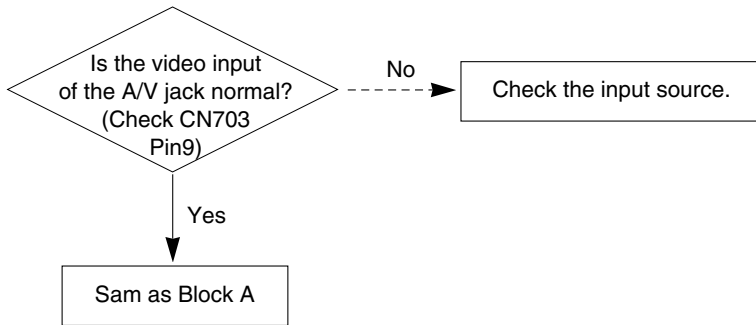 Is the video input
of the A/V jack normal?
(Check CN703
Pin9)
No
Check the input source.
Yes
Sam as Block A